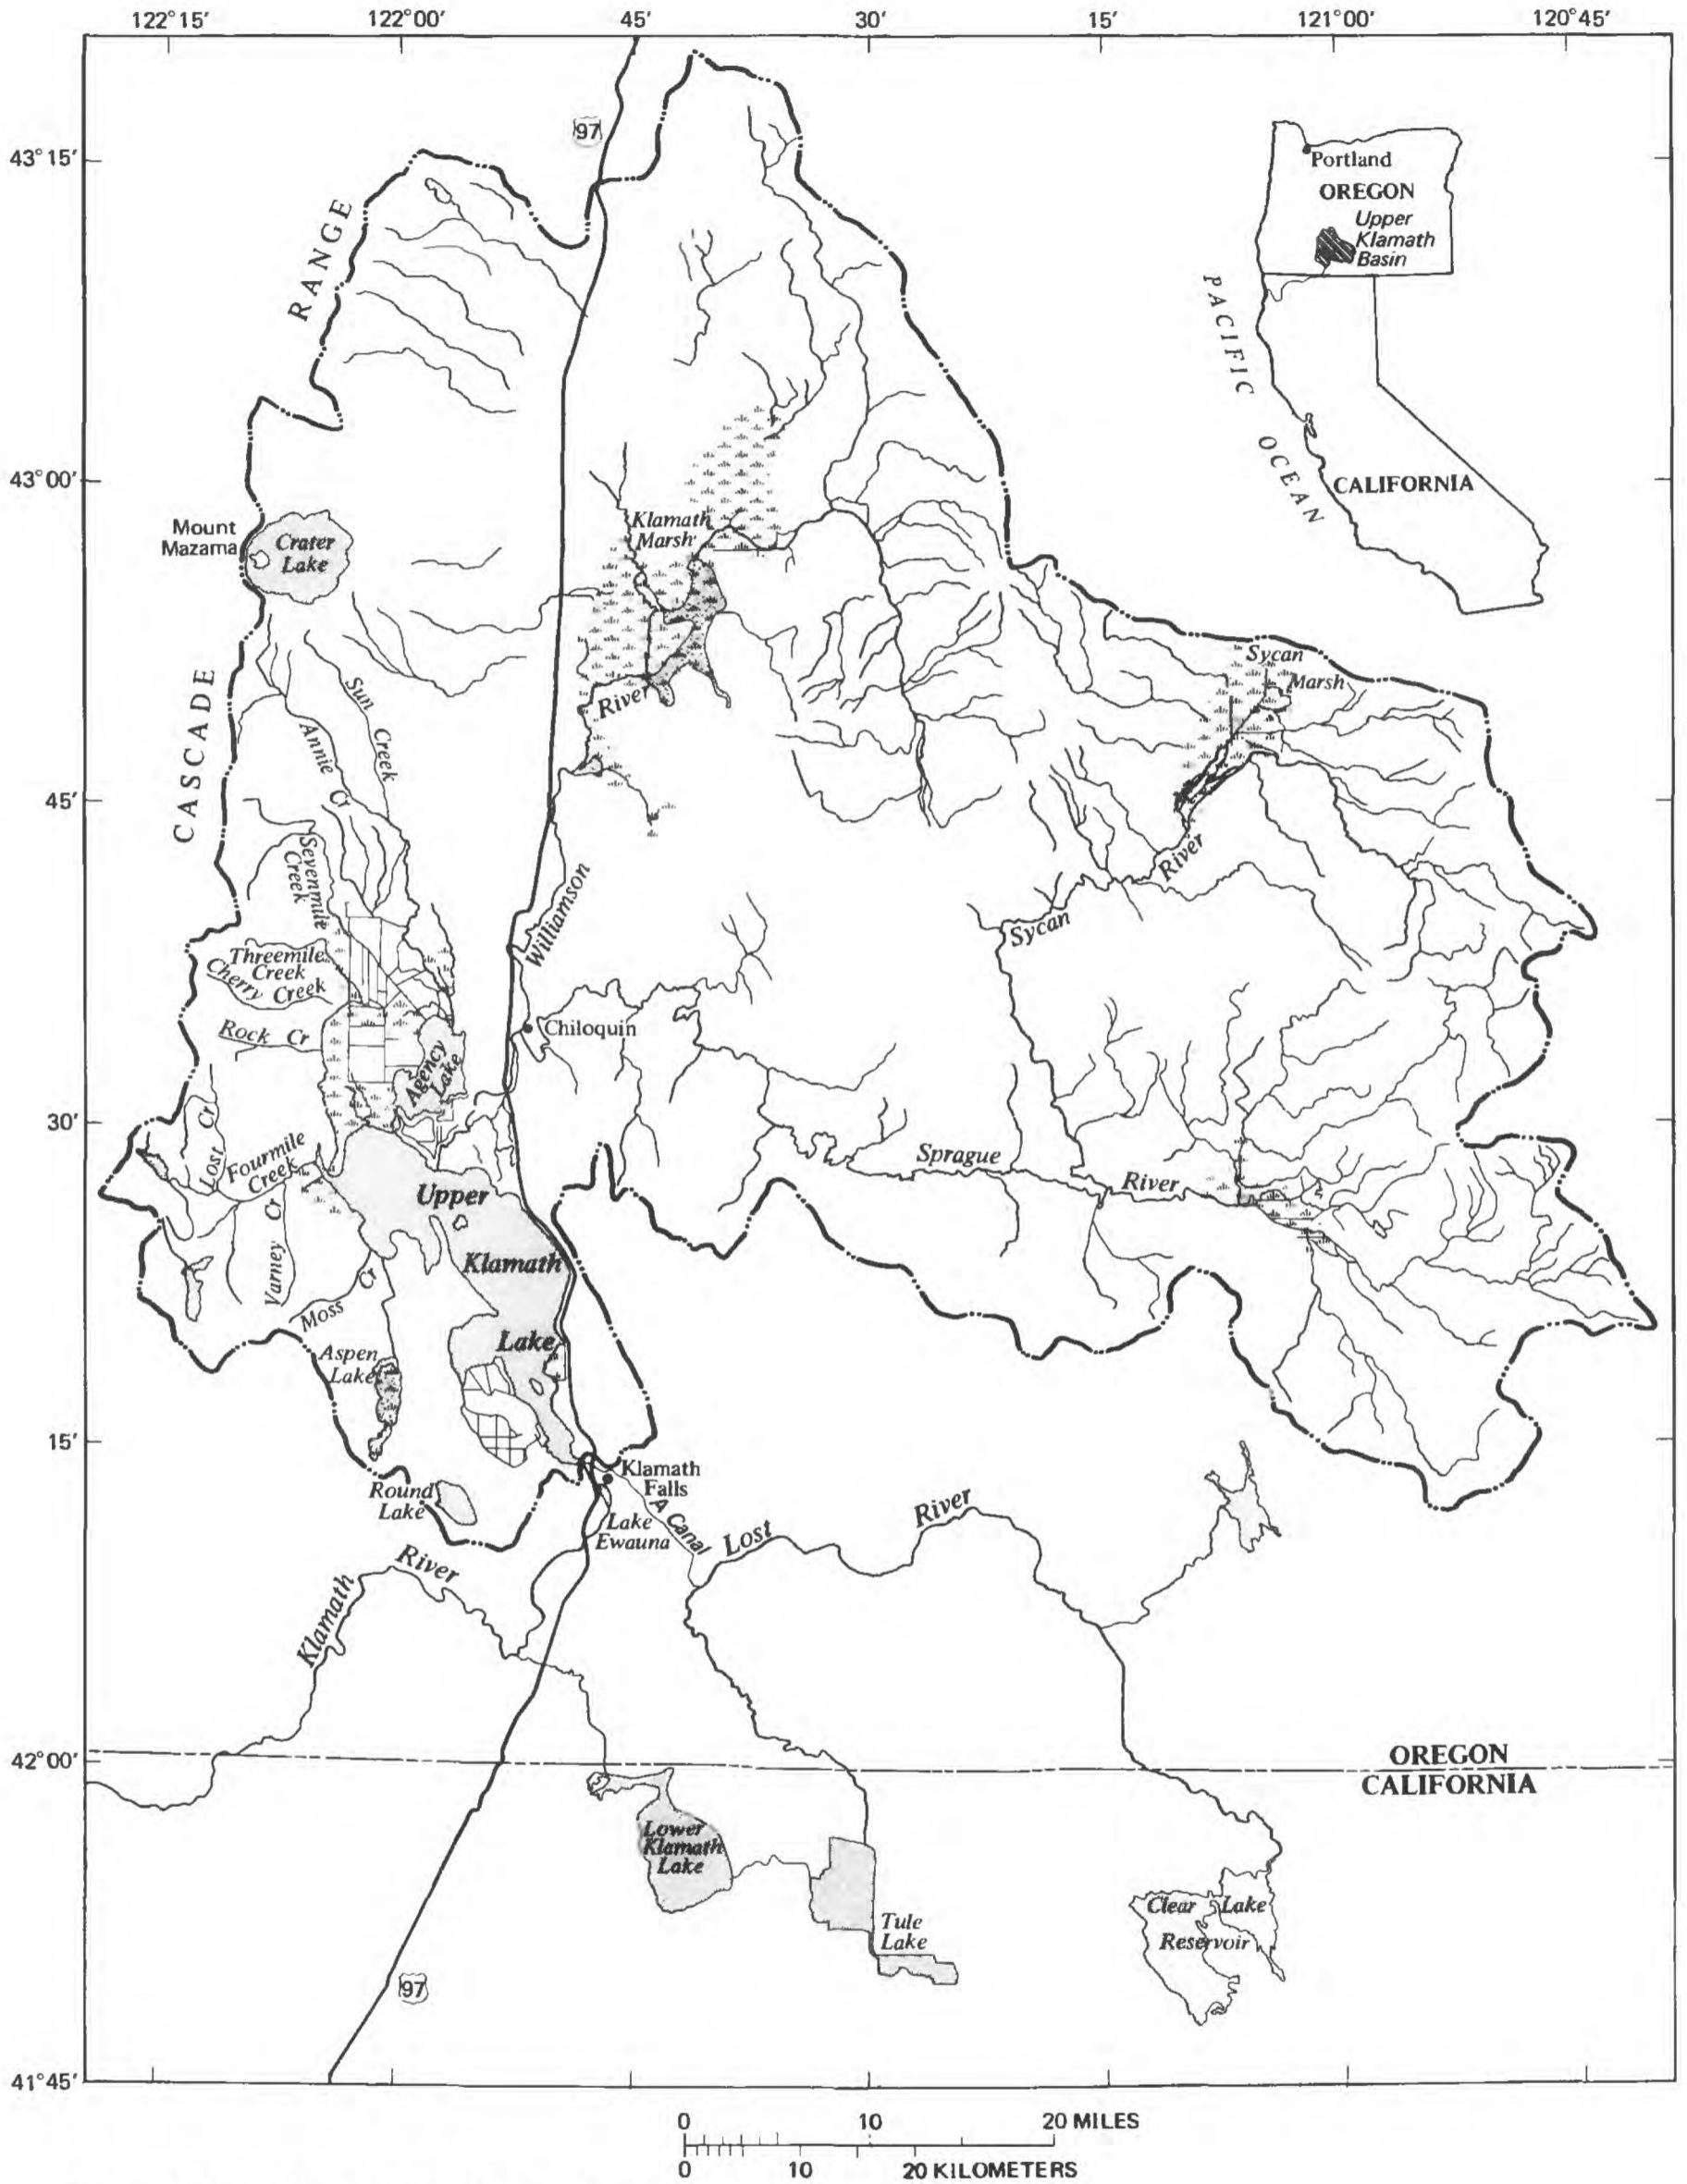 122°15′ 122°00′ 45′ 30′ 15′ 121°00′ 120°45′
43°15′
43°00′
45′
30′
15′
42°00′
41°45′
97
RANGE
CASCADE
Portland
OREGON
Upper
Klamath
Basin
PACIFIC
OCEAN
CALIFORNIA
Mount
Mazama
Crater
Lake
Klamath
Marsh
River
Sycan
Marsh
Sun
Creek
Annie
Cr
Sevenmile
Creek
Threemile
Creek
Cherry Creek
Rock Cr
Williamson
Chiloquin
Agency
Lake
River
Sycan
Lost Cr
Fourmile
Creek
Varney Cr
Moss Cr
Upper
Klamath
Lake
Sprague
River
Aspen
Lake
Round
Lake
Klamath
Falls
A Canal
Lake
Ewauna
Lost
River
Klamath
River
OREGON
CALIFORNIA
Lower
Klamath
Lake
Tule
Lake
Clear Lake
Reservoir
97
0 10 20 MILES
0 10 20 KILOMETERS